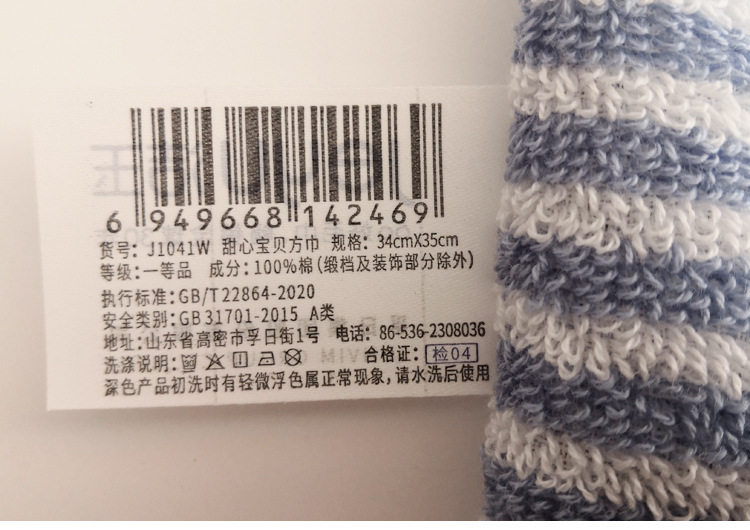 6 949668 142469
货号：J1041W 甜心宝贝方巾 规格：34cmX35cm
等级：一等品 成分：100%棉（缎档及装饰部分除外）
执行标准：GB/T22864-2020
安全类别：GB31701-2015 A类
地址：山东省高密市孚日街1号 电话：86-536-2308036
洗涤说明： 合格证：检04
深色产品初洗时有轻微浮色属正常现象，请水洗后使用